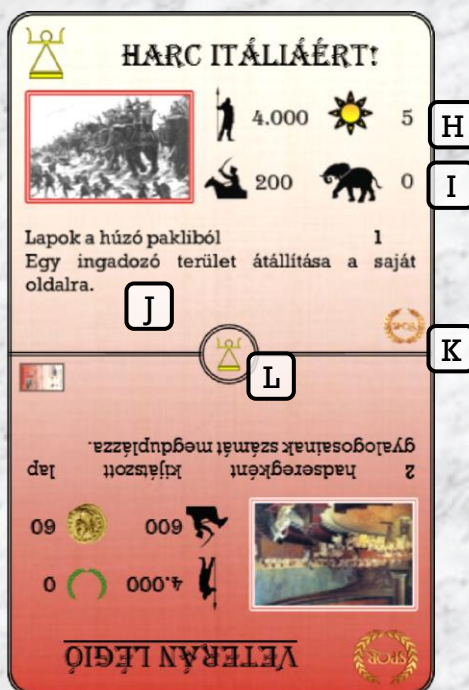 HARC ITÁLIÁÉRT!
4.000 5
H
200 0
I
Lapok a húzó pakliból 1
Egy ingadozó terület átállítása a saját
oldalra.
J
SPQR
K
L
VETERÁN LÉGIÓ
SPQR
4.000 0
600 60
2 hadseregként kijátszott lap
gyalogosainak számát megduplázza.